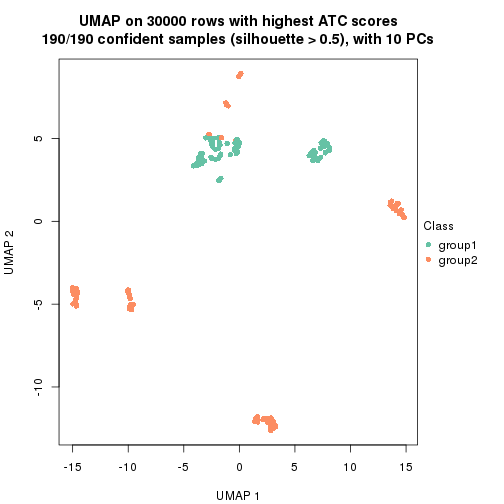 UMAP on 30000 rows with highest ATC scores
190/190 confident samples (silhouette > 0.5), with 10 PCs
5
0
-5
-10
UMAP 2
-15
-10
-5
0
5
10
15
UMAP 1
Class
group1
group2